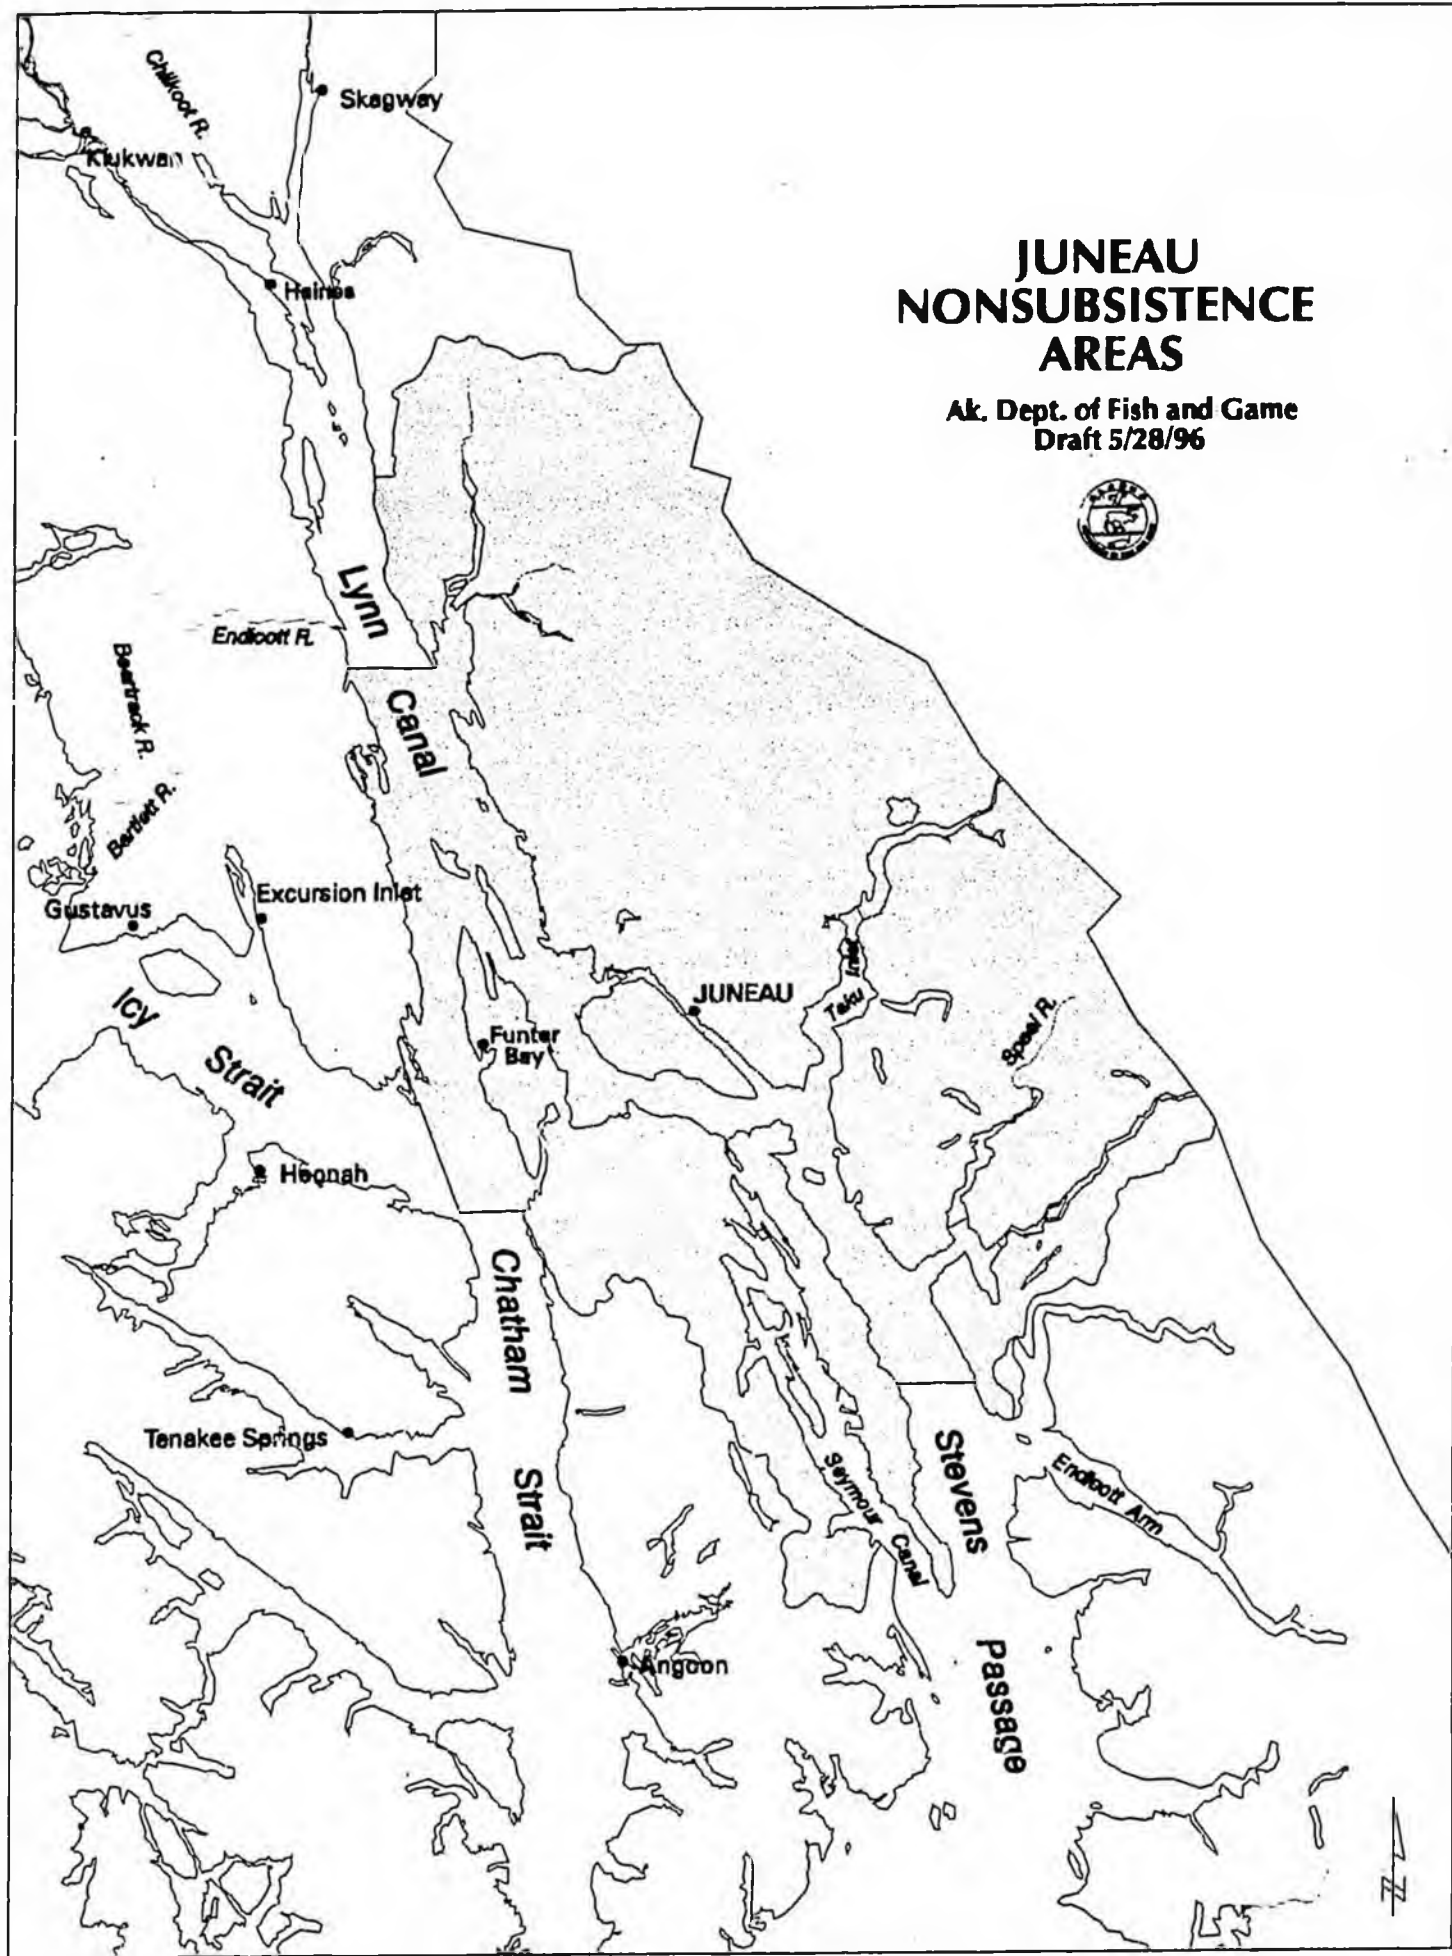 Chilkoot R.
Skagway
Klukwan
Haines
JUNEAU
NONSUBSISTENCE
AREAS
Ak. Dept. of Fish and Game
Draft 5/28/96
Lynn
Canal
Endicott R.
Beartrack R.
Bartlett R.
Gustavus
Excursion Inlet
Icy
Strait
JUNEAU
Taku
Inlet
Speel R.
Funter
Bay
Hoonah
Chatham
Strait
Tenakee Springs
Seymour Canal
Stevens
Passage
Endicott Arm
Angoon